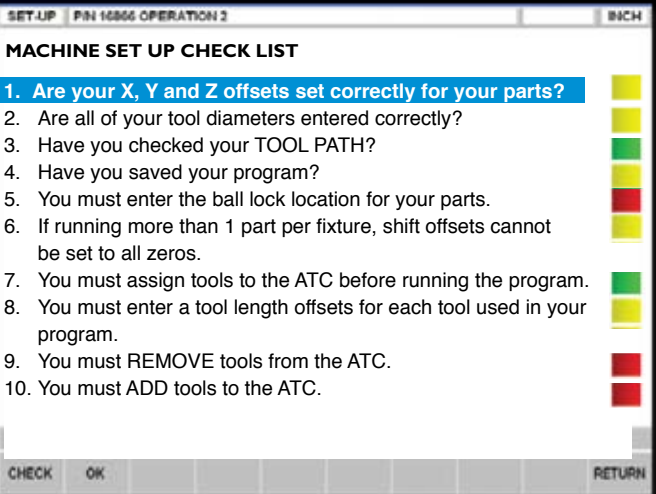 SET-UP P/N 16866 OPERATION 2 INCH
MACHINE SET UP CHECK LIST
1. Are your X, Y and Z offsets set correctly for your parts?
2. Are all of your tool diameters entered correctly?
3. Have you checked your TOOL PATH?
4. Have you saved your program?
5. You must enter the ball lock location for your parts.
6. If running more than 1 part per fixture, shift offsets cannot
be set to all zeros.
7. You must assign tools to the ATC before running the program.
8. You must enter a tool length offsets for each tool used in your
program.
9. You must REMOVE tools from the ATC.
10. You must ADD tools to the ATC.
CHECK OK RETURN